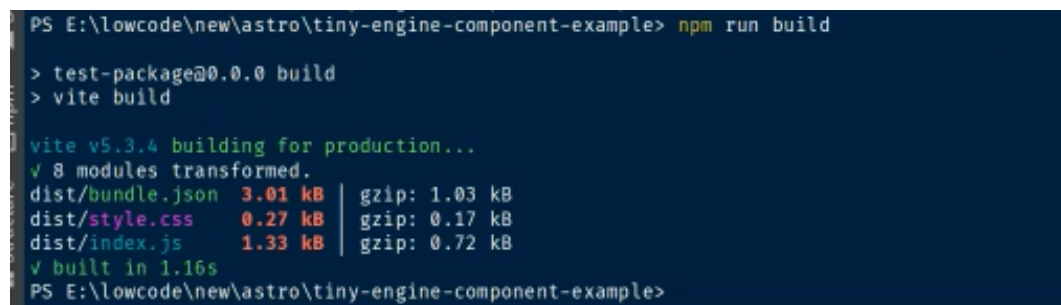 PS E:\lowcode\new\astro\tiny-engine-component-example> npm run build
> test-package@0.0.0 build
> vite build
vite v5.3.4 building for production...
√ 8 modules transformed.
dist/bundle.json 3.01 kB │ gzip: 1.03 kB
dist/style.css 0.27 kB │ gzip: 0.17 kB
dist/index.js 1.33 kB │ gzip: 0.72 kB
√ built in 1.16s
PS E:\lowcode\new\astro\tiny-engine-component-example>